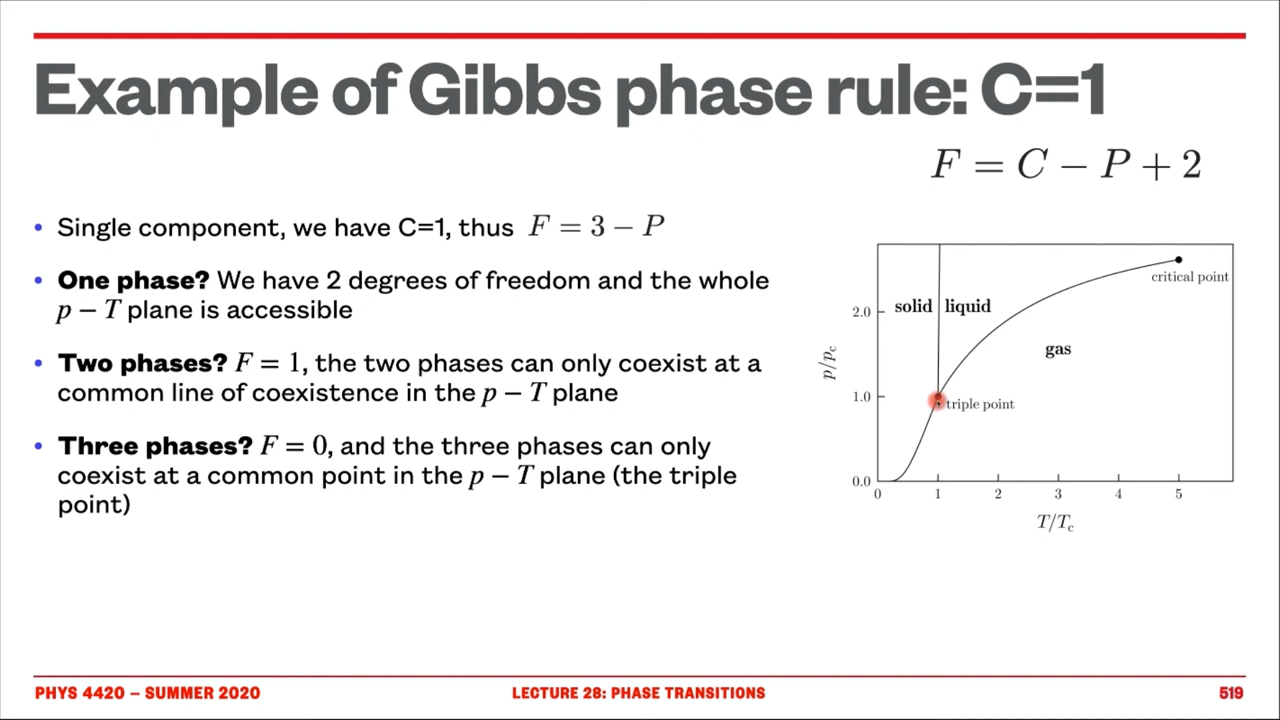 Example of Gibbs phase rule: C=1
F = C − P + 2
• Single component, we have C=1, thus F = 3 − P
• One phase? We have 2 degrees of freedom and the whole
p − T plane is accessible
• Two phases? F = 1, the two phases can only coexist at a
common line of coexistence in the p − T plane
• Three phases? F = 0, and the three phases can only
coexist at a common point in the p − T plane (the triple
point)
critical point
solid liquid
2.0
gas
p/p_c
1.0
triple point
0.0
0 1 2 3 4 5
T/T_c
PHYS 4420 – SUMMER 2020 LECTURE 28: PHASE TRANSITIONS 519